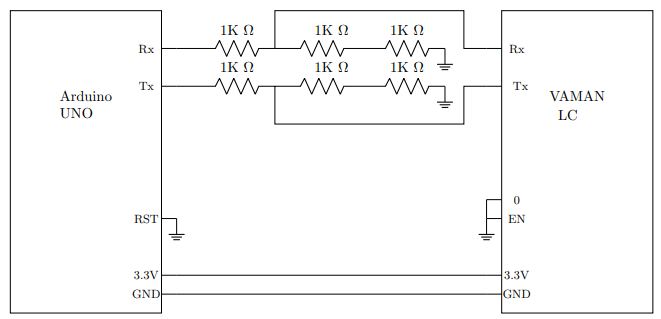 1K Ω 1K Ω 1K Ω
Rx Rx
1K Ω 1K Ω 1K Ω
Tx Tx
Arduino
UNO
VAMAN
LC
0
RST EN
3.3V 3.3V
GND GND